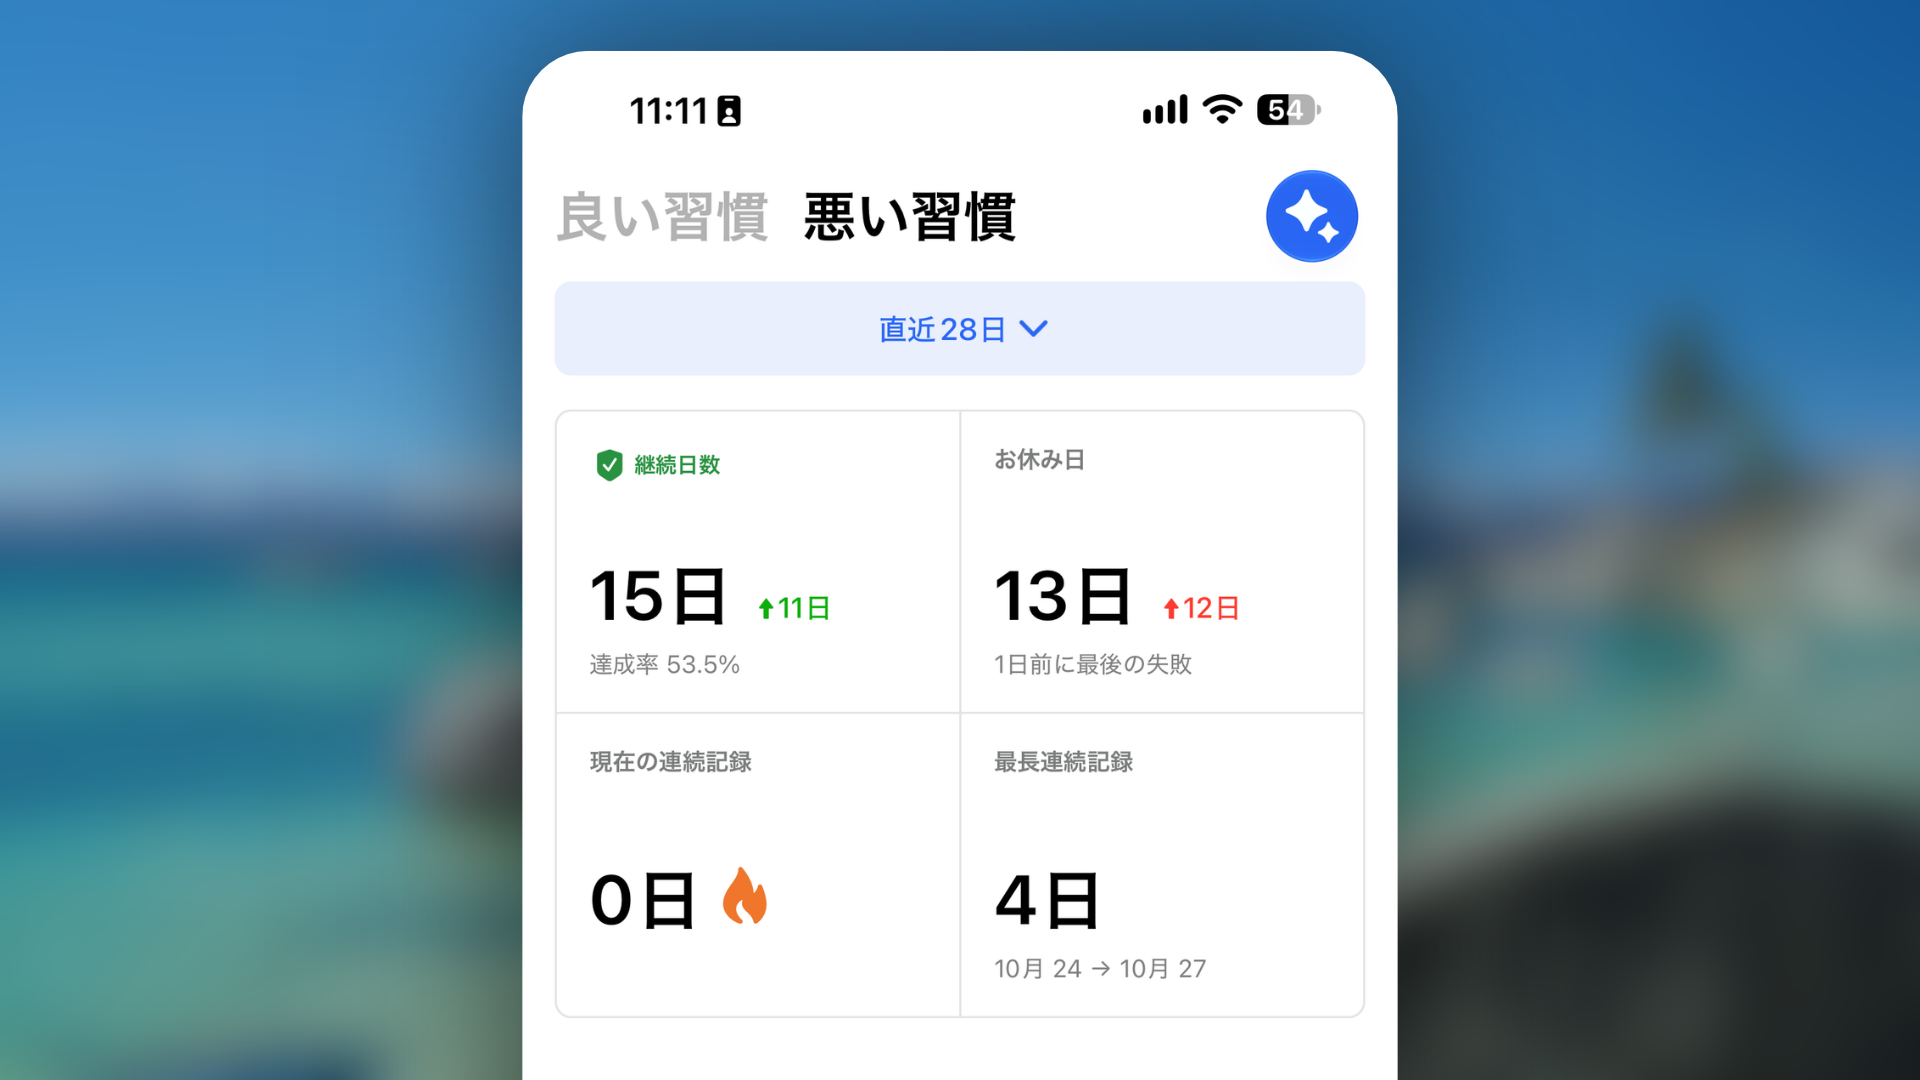 11:11
54
良い習慣 悪い習慣
直近28日
継続日数
15日 11日
達成率 53.5%
お休み日
13日 12日
1日前に最後の失敗
現在の連続記録
0日
最長連続記録
4日
10月 24 → 10月 27